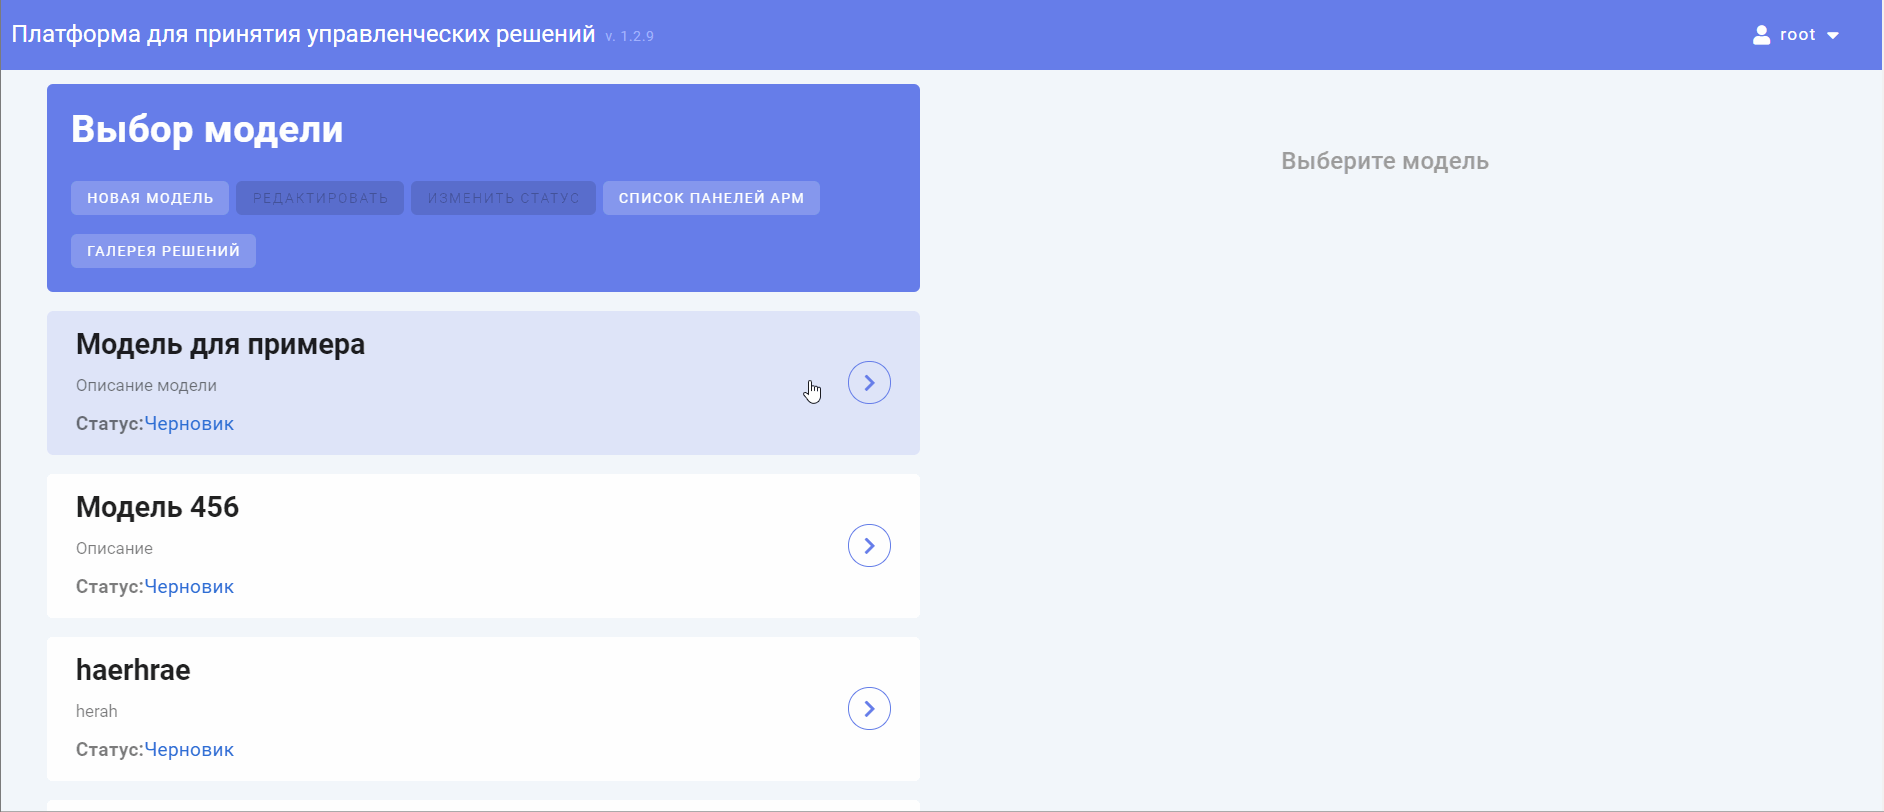 Платформа для принятия управленческих решений v. 1.2.9
root
Выбор модели
НОВАЯ МОДЕЛЬ РЕДАКТИРОВАТЬ ИЗМЕНИТЬ СТАТУС СПИСОК ПАНЕЛЕЙ АРМ
ГАЛЕРЕЯ РЕШЕНИЙ
Модель для примера
Описание модели
Статус:Черновик
Модель 456
Описание
Статус:Черновик
haerhrae
herah
Статус:Черновик
Выберите модель